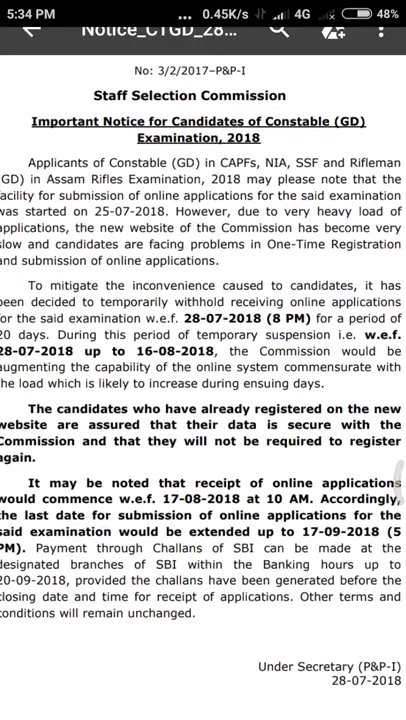 5:34 PM ... 0.45K/s 4G 48%
Notice_CTGD_28...
No: 3/2/2017–P&P-I
Staff Selection Commission
Important Notice for Candidates of Constable (GD)
Examination, 2018
Applicants of Constable (GD) in CAPFs, NIA, SSF and Rifleman
(GD) in Assam Rifles Examination, 2018 may please note that the
facility for submission of online applications for the said examination
was started on 25-07-2018. However, due to very heavy load of
applications, the new website of the Commission has become very
slow and candidates are facing problems in One-Time Registration
and submission of online applications.
To mitigate the inconvenience caused to candidates, it has
been decided to temporarily withhold receiving online applications
for the said examination w.e.f. 28-07-2018 (8 PM) for a period of
20 days. During this period of temporary suspension i.e. w.e.f.
28-07-2018 up to 16-08-2018, the Commission would be
augmenting the capability of the online system commensurate with
the load which is likely to increase during ensuing days.
The candidates who have already registered on the new
website are assured that their data is secure with the
Commission and that they will not be required to register
again.
It may be noted that receipt of online applications
would commence w.e.f. 17-08-2018 at 10 AM. Accordingly,
the last date for submission of online applications for the
said examination would be extended up to 17-09-2018 (5
PM). Payment through Challans of SBI can be made at the
designated branches of SBI within the Banking hours up to
20-09-2018, provided the challans have been generated before the
closing date and time for receipt of applications. Other terms and
conditions will remain unchanged.
Under Secretary (P&P-I)
28-07-2018